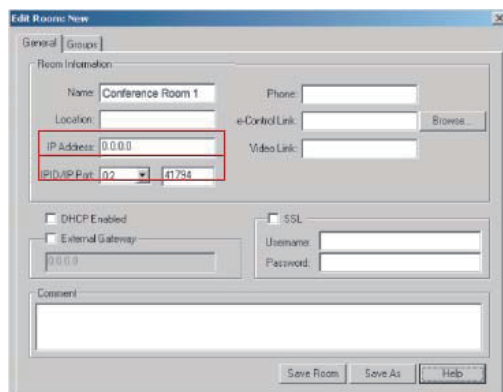 Edit Room: New
General Groups
Room Information
Name: Conference Room 1 Phone:
Location: e-Control Link: Browse...
IP Address: 0.0.0.0 Video Link:
IPID/IP Port: 02 41794
DHCP Enabled SSL
External Gateway Username:
0.0.0.0 Password:
Comment
Save Room Save As Help